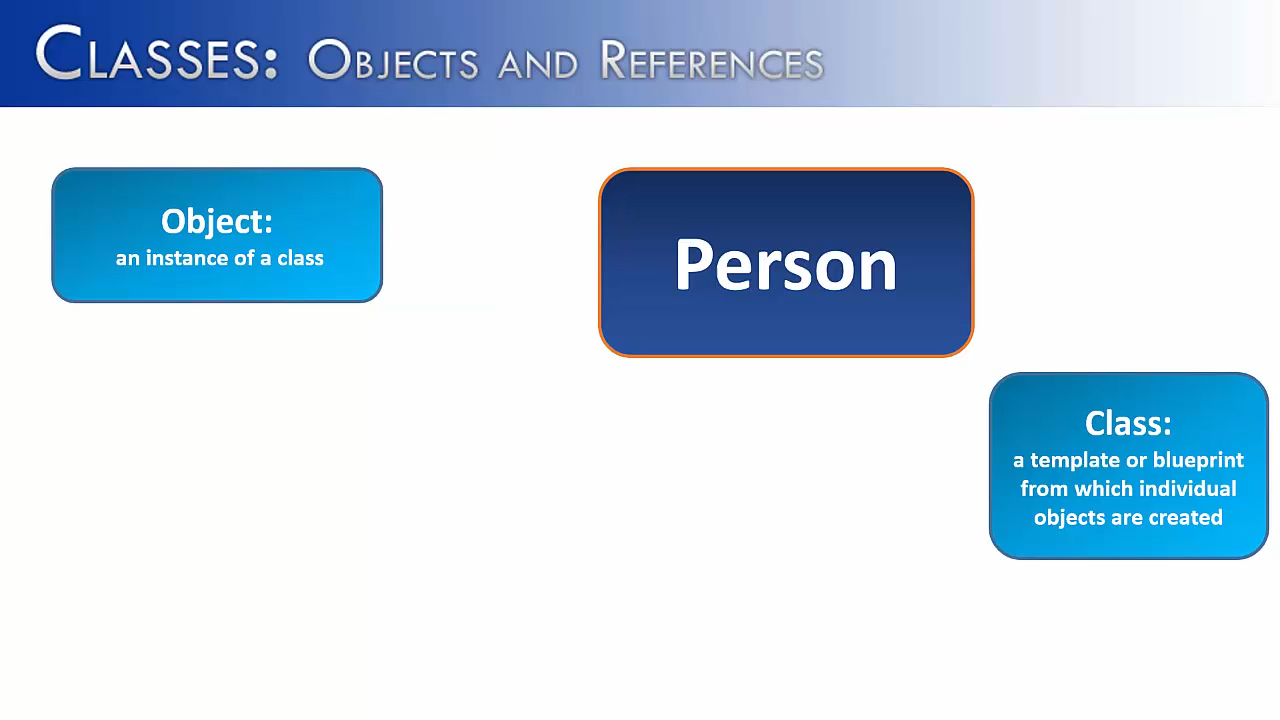 CLASSES: OBJECTS AND REFERENCES
Object:
an instance of a class
Person
Class:
a template or blueprint
from which individual
objects are created